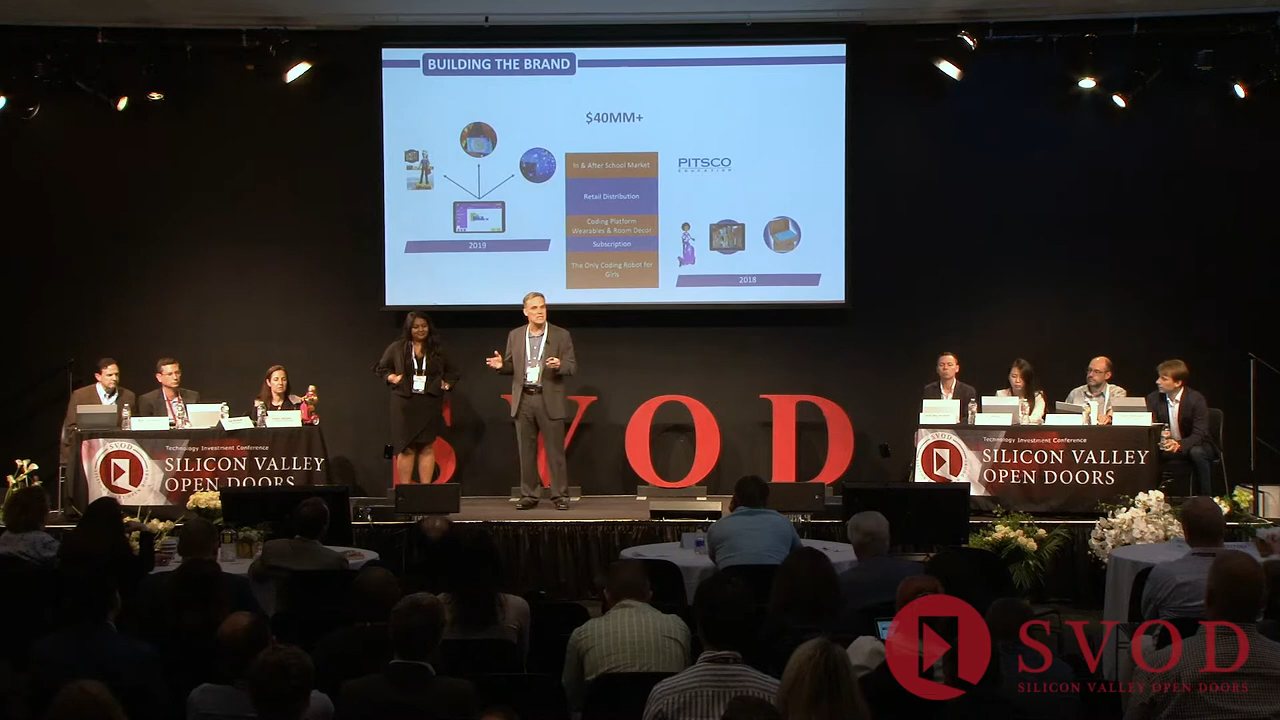 BUILDING THE BRAND
$40MM+
In & After School Market
Retail Distribution
Coding Platform
Wearables & Room Decor
Subscription
The Only Coding Robot for
Girls
PITSCO
EDUCATION
2019
2018
SVOD
SVOD
Technology Investment Conference
SILICON VALLEY
OPEN DOORS
SVOD
Technology Investment Conference
SILICON VALLEY
OPEN DOORS
SVOD
SILICON VALLEY OPEN DOORS